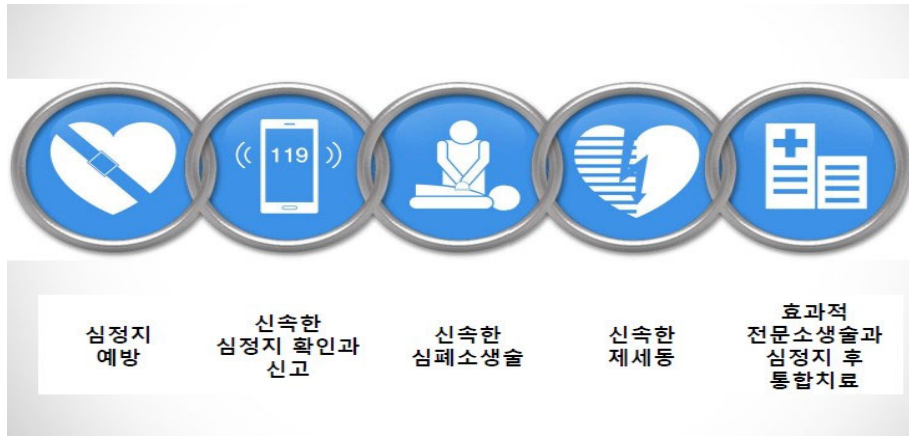 119
심정지
예방
신속한
심정지 확인과
신고
신속한
심폐소생술
신속한
제세동
효과적
전문소생술과
심정지 후
통합치료